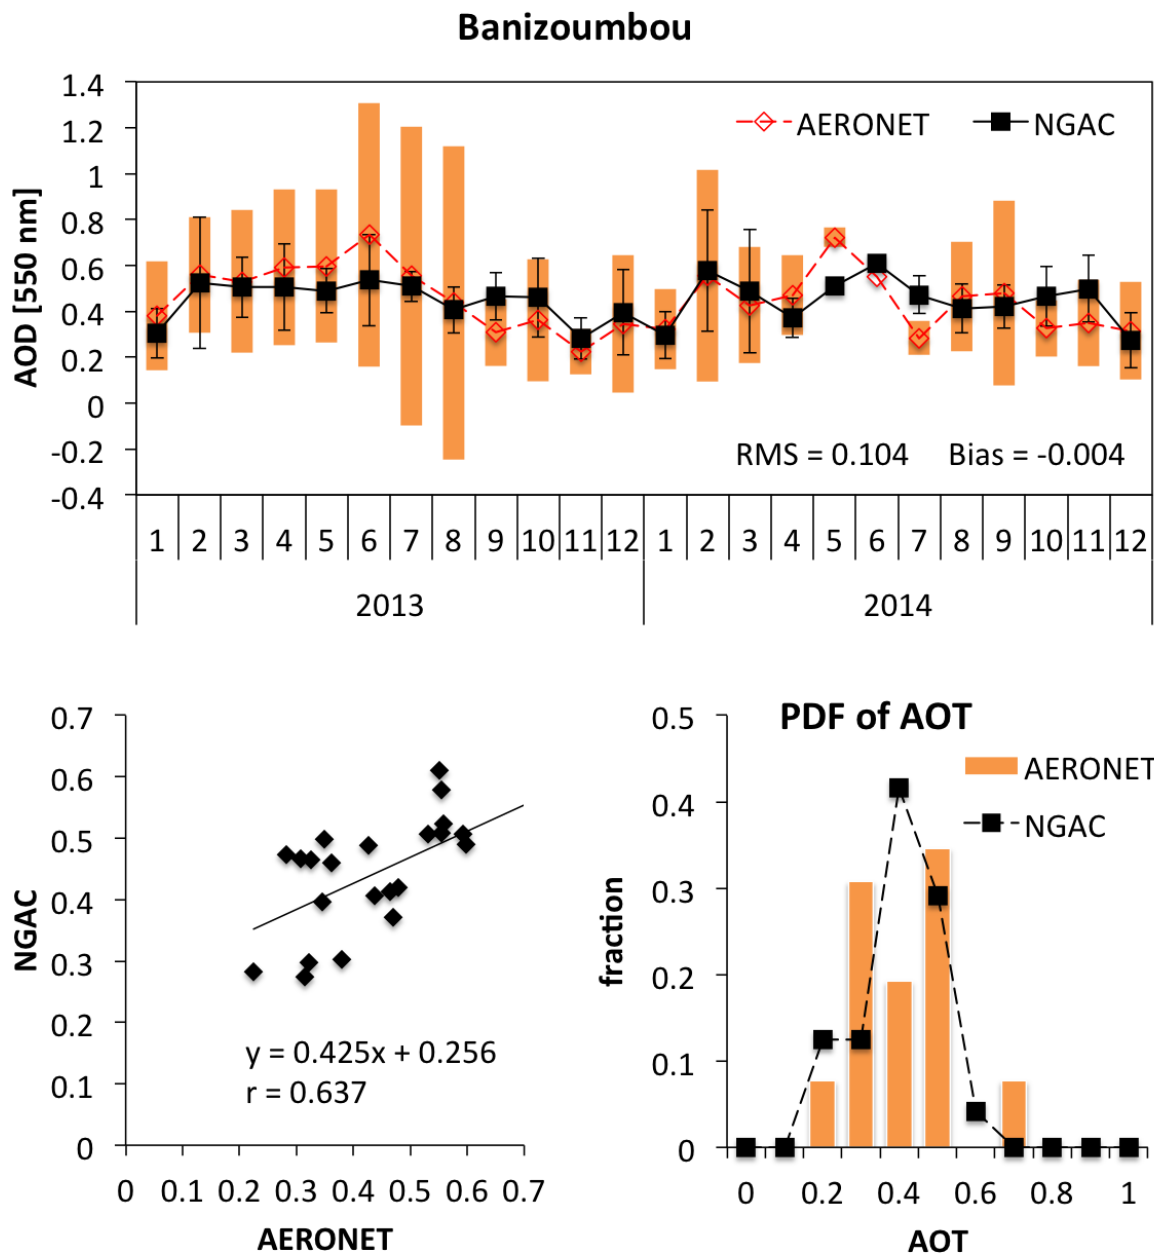 Banizoumbou
AOD [550 nm]
1.4
1.2
1
0.8
0.6
0.4
0.2
0
-0.2
-0.4
AERONET NGAC
RMS = 0.104 Bias = -0.004
1 2 3 4 5 6 7 8 9 10 11 12 1 2 3 4 5 6 7 8 9 10 11 12
2013 2014
NGAC
0.7
0.6
0.5
0.4
0.3
0.2
0.1
0
y = 0.425x + 0.256
r = 0.637
0 0.1 0.2 0.3 0.4 0.5 0.6 0.7
AERONET
PDF of AOT
fraction
0.5
0.4
0.3
0.2
0.1
0
AERONET
NGAC
0 0.2 0.4 0.6 0.8 1
AOT